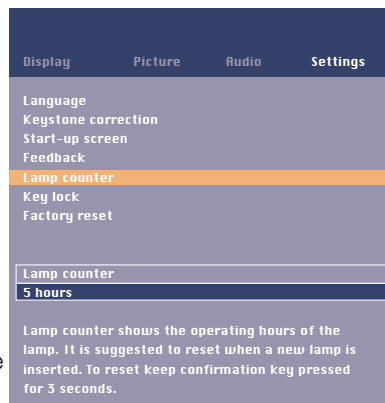 Display Picture Audio Settings
Language
Keystone correction
Start-up screen
Feedback
Lamp counter
Key lock
Factory reset
Lamp counter
5 hours
Lamp counter shows the operating hours of the
lamp. It is suggested to reset when a new lamp is
inserted. To reset keep confirmation key pressed
for 3 seconds.